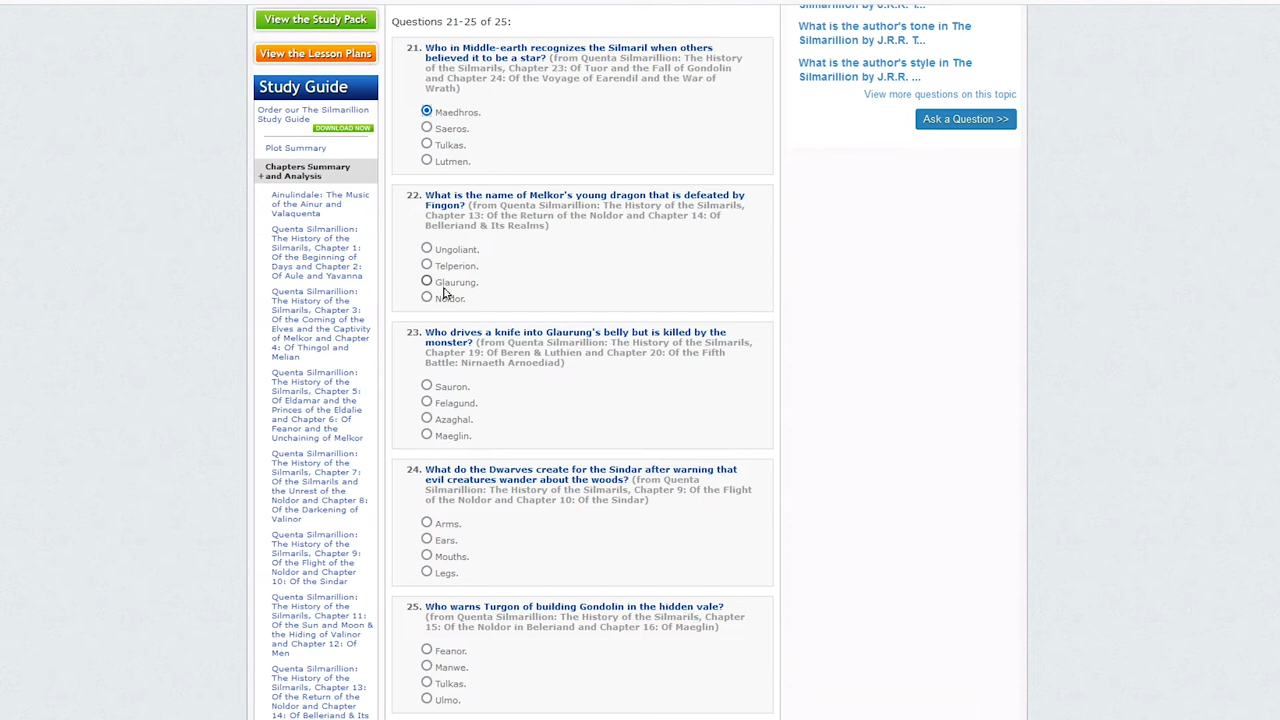 View the Study Pack
View the Lesson Plans
Study Guide
Order our The Silmarillion
Study Guide
DOWNLOAD NOW
Plot Summary
Chapters Summary
+ and Analysis
Ainulindale: The Music
of the Ainur and
Valaquenta
Quenta Silmarillion:
The History of the
Silmarils, Chapter 1:
Of the Beginning of
Days and Chapter 2:
Of Aule and Yavanna
Quenta Silmarillion:
The History of the
Silmarils, Chapter 3:
Of the Coming of the
Elves and the Captivity
of Melkor and Chapter
4: Of Thingol and
Melian
Quenta Silmarillion:
The History of the
Silmarils, Chapter 5:
Of Eldamar and the
Princes of the Eldalie
and Chapter 6: Of
Feanor and the
Unchaining of Melkor
Quenta Silmarillion:
The History of the
Silmarils, Chapter 7:
Of the Silmarils and
the Unrest of the
Noldor and Chapter 8:
Of the Darkening of
Valinor
Quenta Silmarillion:
The History of the
Silmarils, Chapter 9:
Of the Flight of the
Noldor and Chapter
10: Of the Sindar
Quenta Silmarillion:
The History of the
Silmarils, Chapter 11:
Of the Sun and Moon &
the Hiding of Valinor
and Chapter 12: Of
Men
Quenta Silmarillion:
The History of the
Silmarils, Chapter 13:
Of the Return of the
Noldor and Chapter
14: Of Belleriand & Its
Questions 21-25 of 25:
21. Who in Middle-earth recognizes the Silmaril when others
believed it to be a star? (from Quenta Silmarillion: The History
of the Silmarils, Chapter 23: Of Tuor and the Fall of Gondolin
and Chapter 24: Of the Voyage of Earendil and the War of
Wrath)
Maedhros.
Saeros.
Tulkas.
Lutmen.
22. What is the name of Melkor's young dragon that is defeated by
Fingon? (from Quenta Silmarillion: The History of the Silmarils,
Chapter 13: Of the Return of the Noldor and Chapter 14: Of
Belleriand & Its Realms)
Ungoliant.
Telperion.
Glaurung.
Noldor.
23. Who drives a knife into Glaurung's belly but is killed by the
monster? (from Quenta Silmarillion: The History of the Silmarils,
Chapter 19: Of Beren & Luthien and Chapter 20: Of the Fifth
Battle: Nirnaeth Arnoediad)
Sauron.
Felagund.
Azaghal.
Maeglin.
24. What do the Dwarves create for the Sindar after warning that
evil creatures wander about the woods? (from Quenta
Silmarillion: The History of the Silmarils, Chapter 9: Of the Flight
of the Noldor and Chapter 10: Of the Sindar)
Arms.
Ears.
Mouths.
Legs.
25. Who warns Turgon of building Gondolin in the hidden vale?
(from Quenta Silmarillion: The History of the Silmarils, Chapter
15: Of the Noldor in Beleriand and Chapter 16: Of Maeglin)
Feanor.
Manwe.
Tulkas.
Ulmo.
Silmarillion by J.R.R. T...
What is the author's tone in The
Silmarillion by J.R.R. T...
What is the author's style in The
Silmarillion by J.R.R. ...
View more questions on this topic
Ask a Question >>